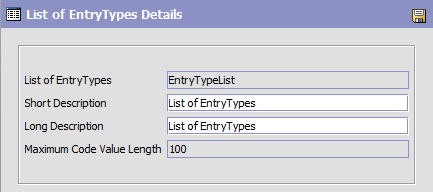 List of EntryTypes Details
List of EntryTypes EntryTypeList
Short Description List of EntryTypes
Long Description List of EntryTypes
Maximum Code Value Length 100